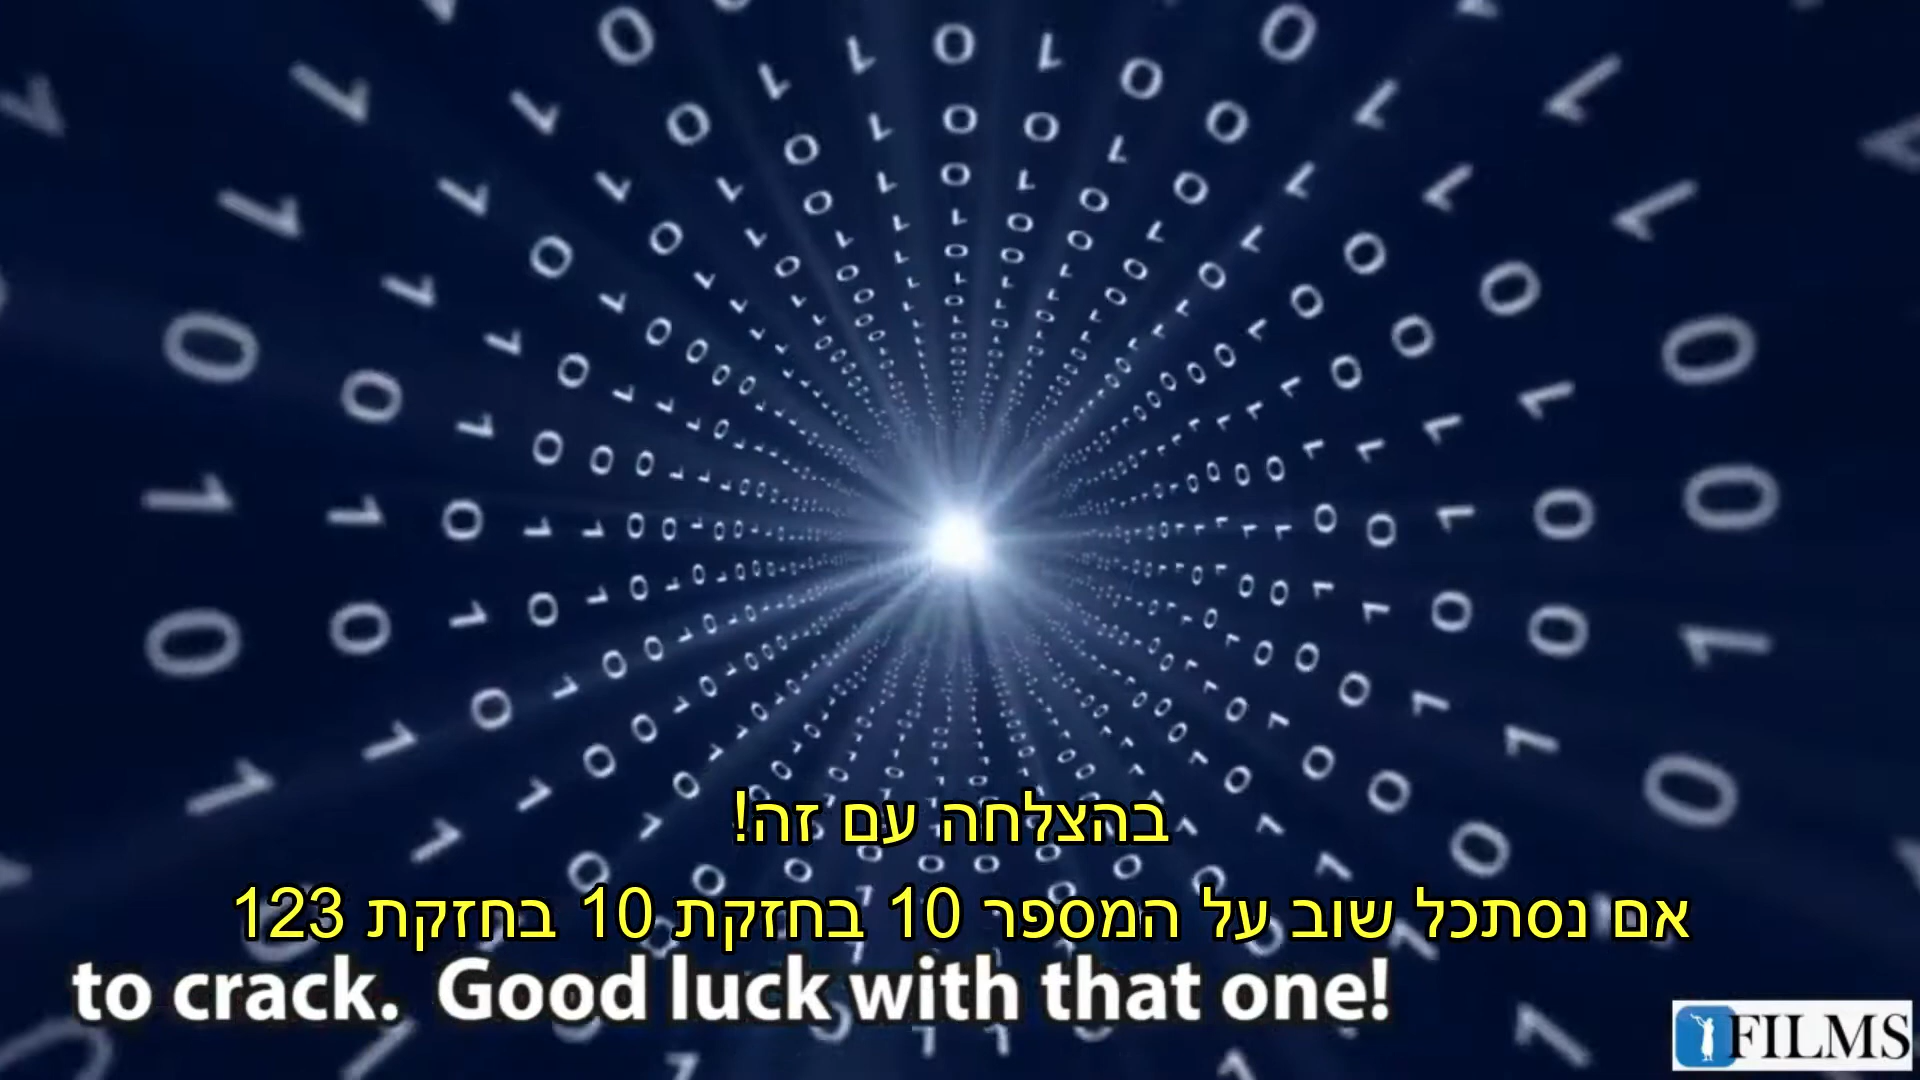 בהצלחה עם זה!
אם נסתכל שוב על המספר 10 בחזקת 10 בחזקת 123
to crack. Good luck with that one!
FILMS